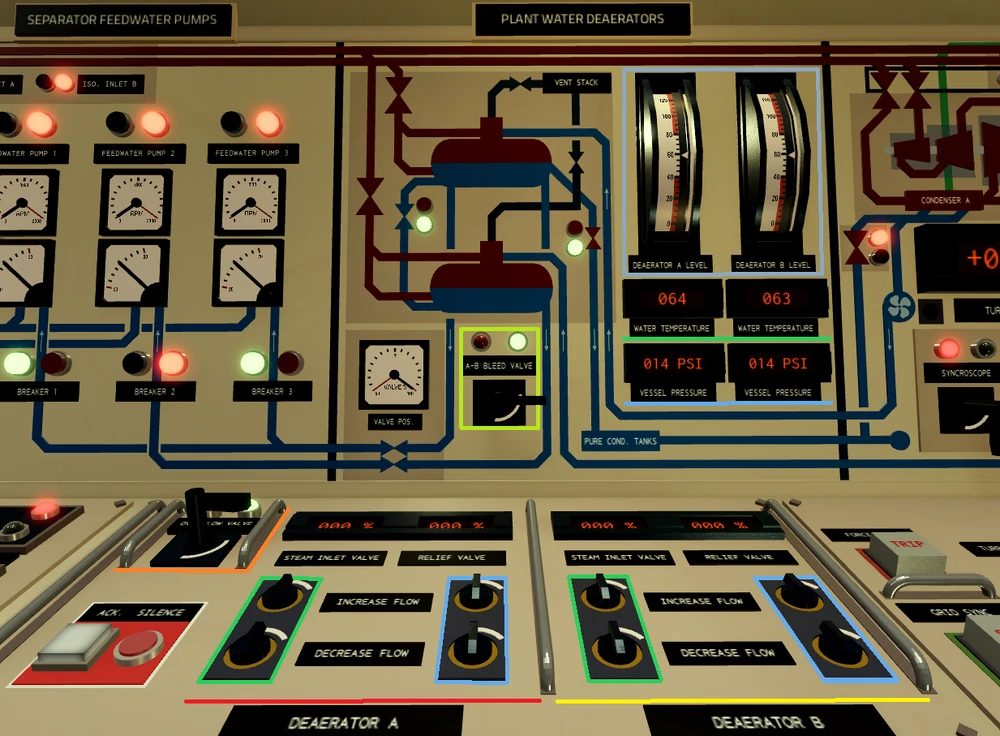 SEPARATOR FEEDWATER PUMPS
PLANT WATER DEAERATORS
ISO. INLET B
VENT STACK
FEEDWATER PUMP 2
FEEDWATER PUMP 3
CONDENSER A
DEAERATOR A LEVEL
DEAERATOR B LEVEL
064
063
WATER TEMPERATURE
WATER TEMPERATURE
014 PSI
014 PSI
VESSEL PRESSURE
VESSEL PRESSURE
A-B BLEED VALVE
SYNCROSCOPE
BREAKER 1
BREAKER 2
BREAKER 3
VALVE POS.
PURE COND. TANKS
000 %
000 %
000 %
000 %
STEAM INLET VALVE
RELIEF VALVE
STEAM INLET VALVE
RELIEF VALVE
TRIP
INCREASE FLOW
INCREASE FLOW
ACK. SILENCE
GRID SYNC
DECREASE FLOW
DECREASE FLOW
DEAERATOR A
DEAERATOR B